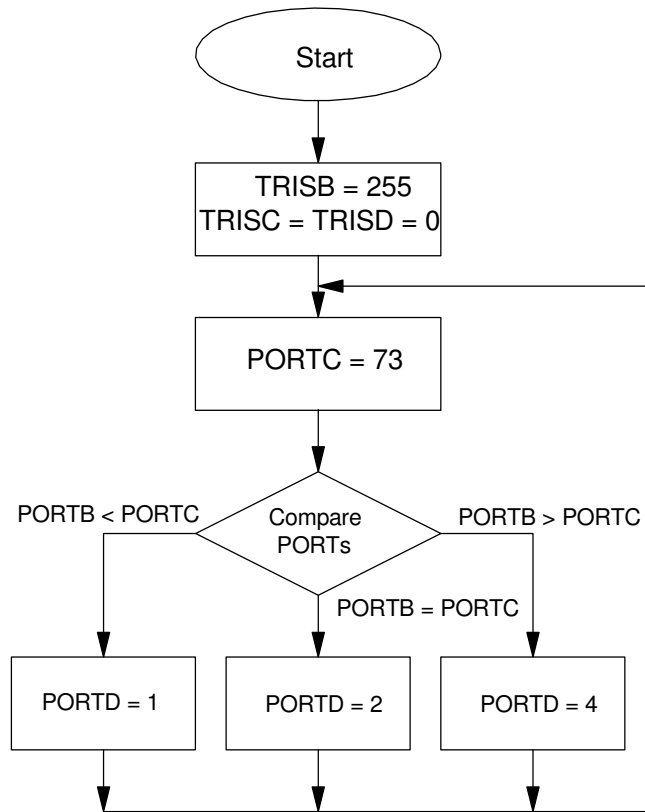 Start
TRISB = 255
TRISC = TRISD = 0
PORTC = 73
PORTB < PORTC
Compare
PORTs
PORTB > PORTC
PORTB = PORTC
PORTD = 1
PORTD = 2
PORTD = 4